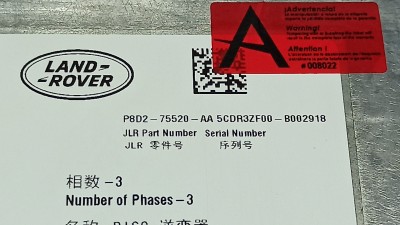 ¡Advertencia!
A
Warning!
Attention !
#008022
LAND-
ROVER
P8D2-75520-AA 5CDR3ZF00-B002918
JLR Part Number Serial Number
JLR 零件号 序列号
相数-3
Number of Phases-3